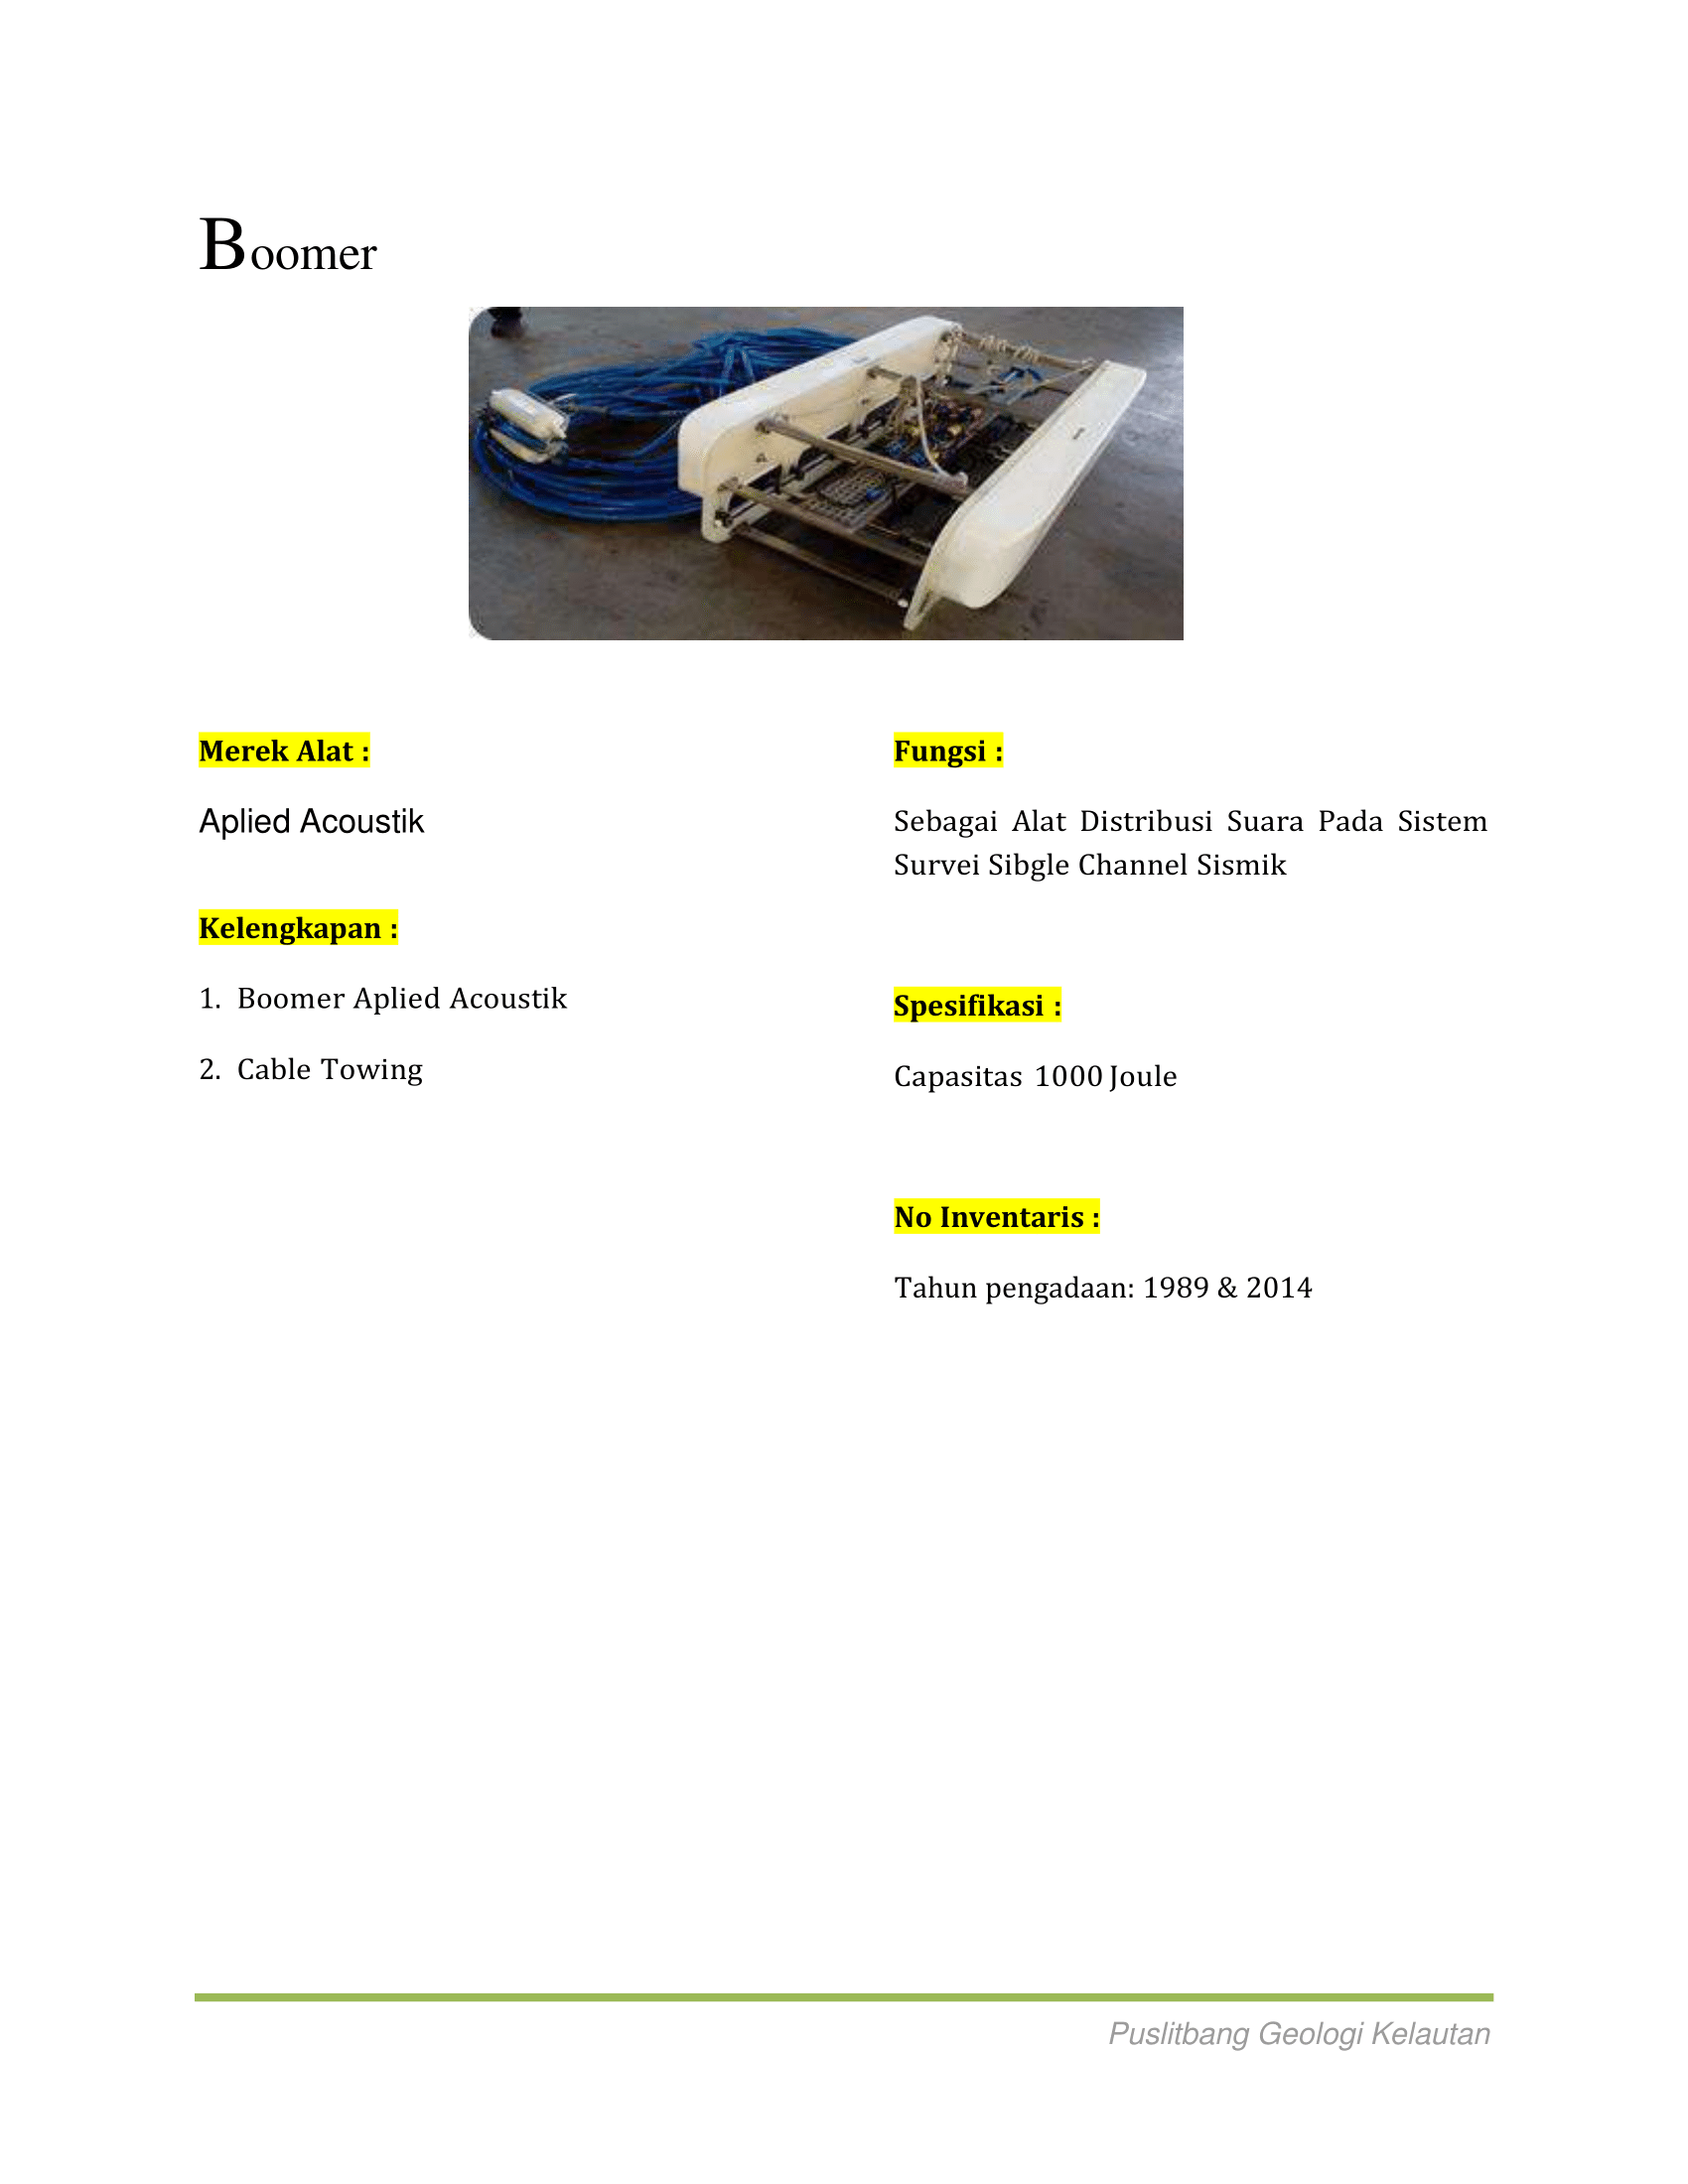 Boomer
Merek Alat :
Aplied Acoustik
Kelengkapan :
1. Boomer Aplied Acoustik
2. Cable Towing
Fungsi :
Sebagai Alat Distribusi Suara Pada Sistem
Survei Sibgle Channel Sismik
Spesifikasi :
Capasitas 1000 Joule
No Inventaris :
Tahun pengadaan: 1989 & 2014
Puslitbang Geologi Kelautan